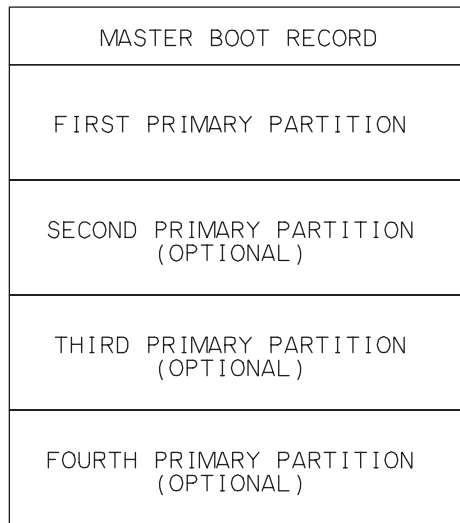 MASTER BOOT RECORD
FIRST PRIMARY PARTITION
SECOND PRIMARY PARTITION
(OPTIONAL)
THIRD PRIMARY PARTITION
(OPTIONAL)
FOURTH PRIMARY PARTITION
(OPTIONAL)